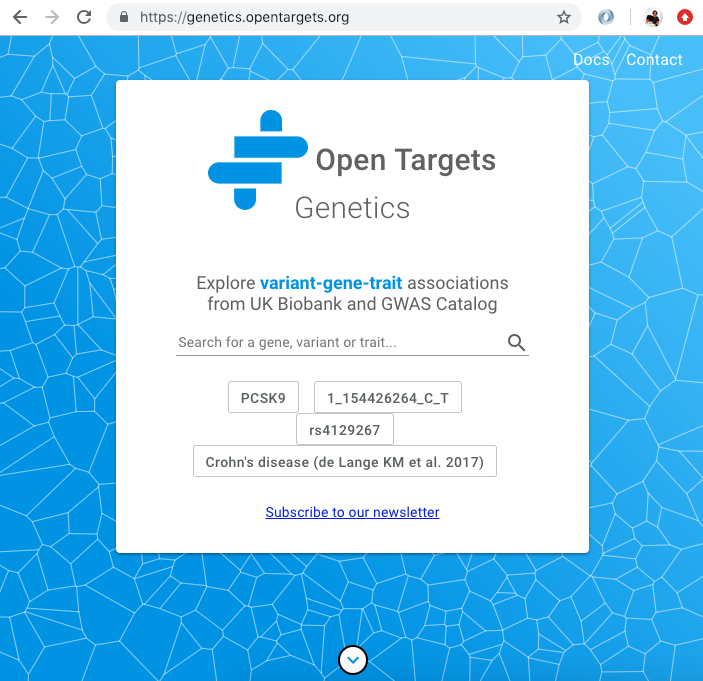 https://genetics.opentargets.org
Docs Contact
Open Targets
Genetics
Explore variant-gene-trait associations
from UK Biobank and GWAS Catalog
Search for a gene, variant or trait...
PCSK9 1_154426264_C_T
rs4129267
Crohn's disease (de Lange KM et al. 2017)
Subscribe to our newsletter